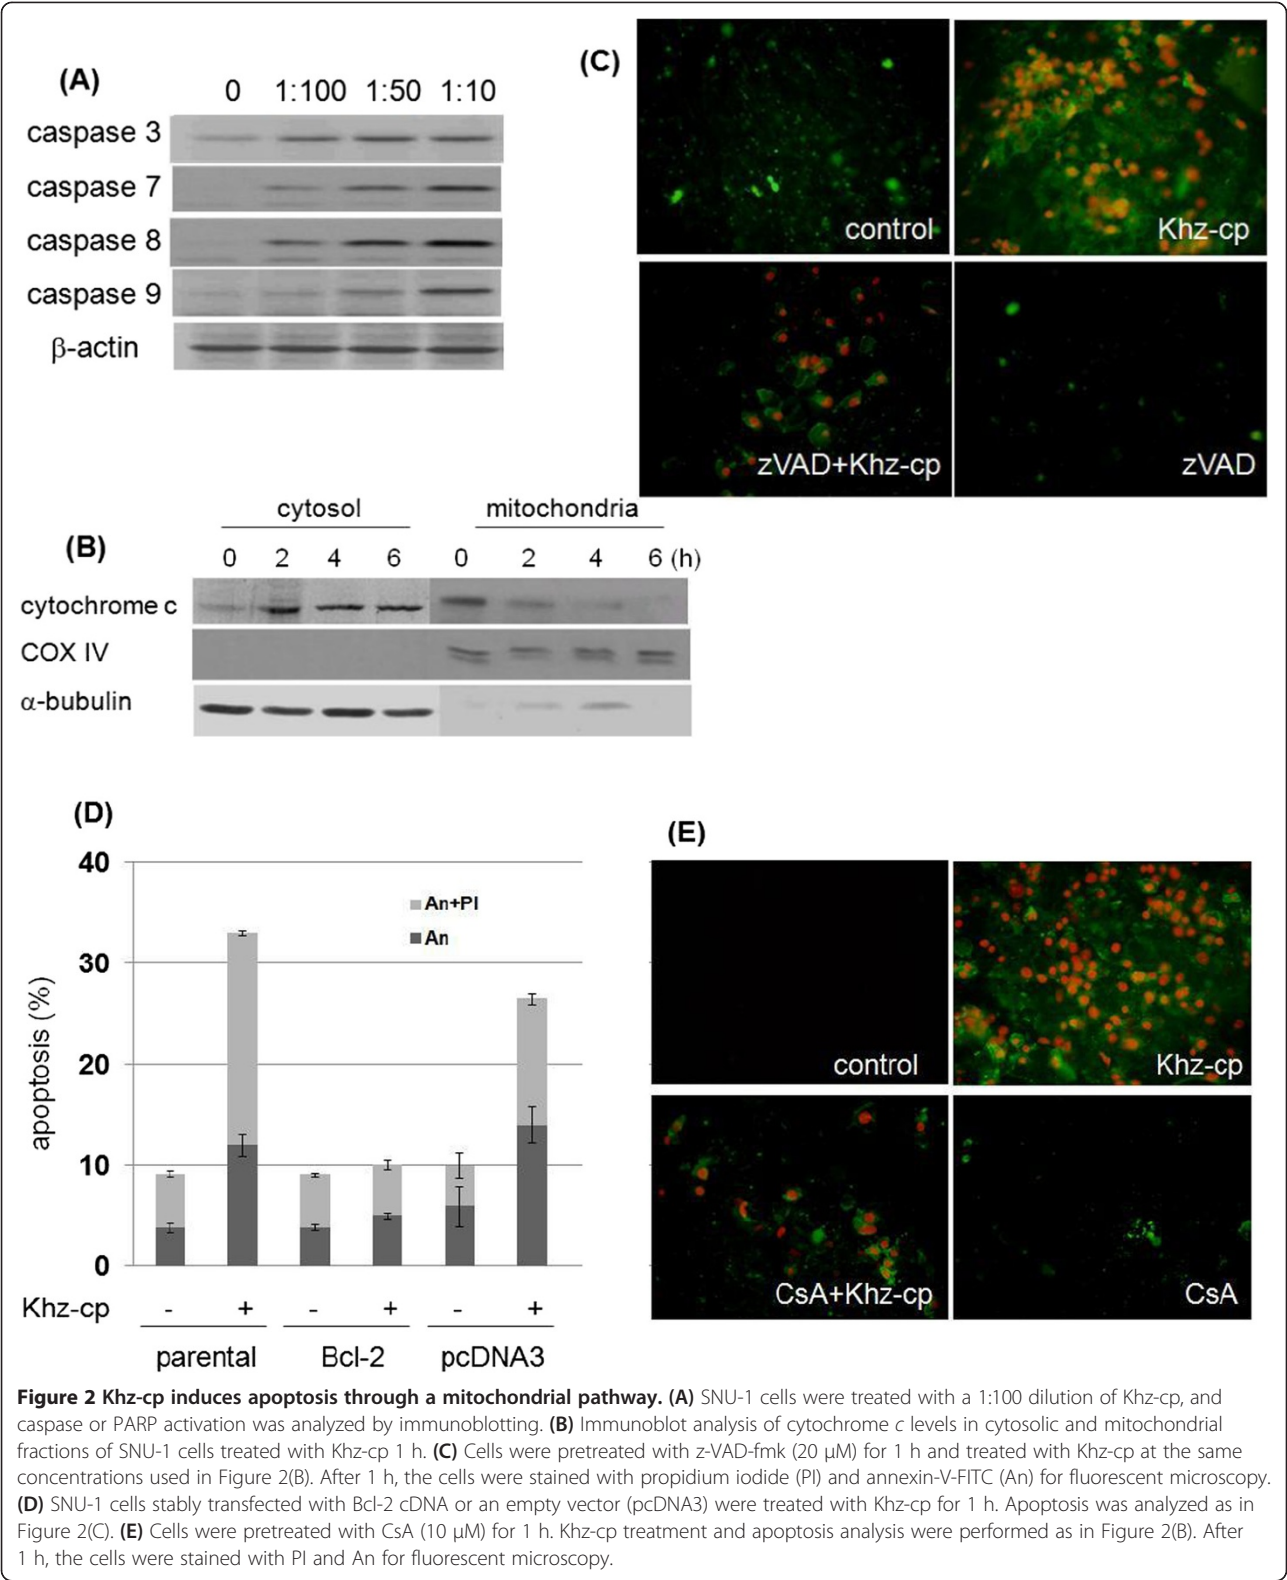 (A)
0 1:100 1:50 1:10
caspase 3
caspase 7
caspase 8
caspase 9
β-actin
(C)
control
Khz-cp
zVAD+Khz-cp
zVAD
(B)
cytosol mitochondria
0 2 4 6 0 2 4 6 (h)
cytochrome c
COX IV
α-bubulin
(D)
40
30
20
10
0
apoptosis (%)
An+PI
An
Khz-cp - + - + - +
parental Bcl-2 pcDNA3
(E)
control
Khz-cp
CsA+Khz-cp
CsA
Figure 2 Khz-cp induces apoptosis through a mitochondrial pathway. (A) SNU-1 cells were treated with a 1:100 dilution of Khz-cp, and
caspase or PARP activation was analyzed by immunoblotting. (B) Immunoblot analysis of cytochrome c levels in cytosolic and mitochondrial
fractions of SNU-1 cells treated with Khz-cp 1 h. (C) Cells were pretreated with z-VAD-fmk (20 μM) for 1 h and treated with Khz-cp at the same
concentrations used in Figure 2(B). After 1 h, the cells were stained with propidium iodide (PI) and annexin-V-FITC (An) for fluorescent microscopy.
(D) SNU-1 cells stably transfected with Bcl-2 cDNA or an empty vector (pcDNA3) were treated with Khz-cp for 1 h. Apoptosis was analyzed as in
Figure 2(C). (E) Cells were pretreated with CsA (10 μM) for 1 h. Khz-cp treatment and apoptosis analysis were performed as in Figure 2(B). After
1 h, the cells were stained with PI and An for fluorescent microscopy.